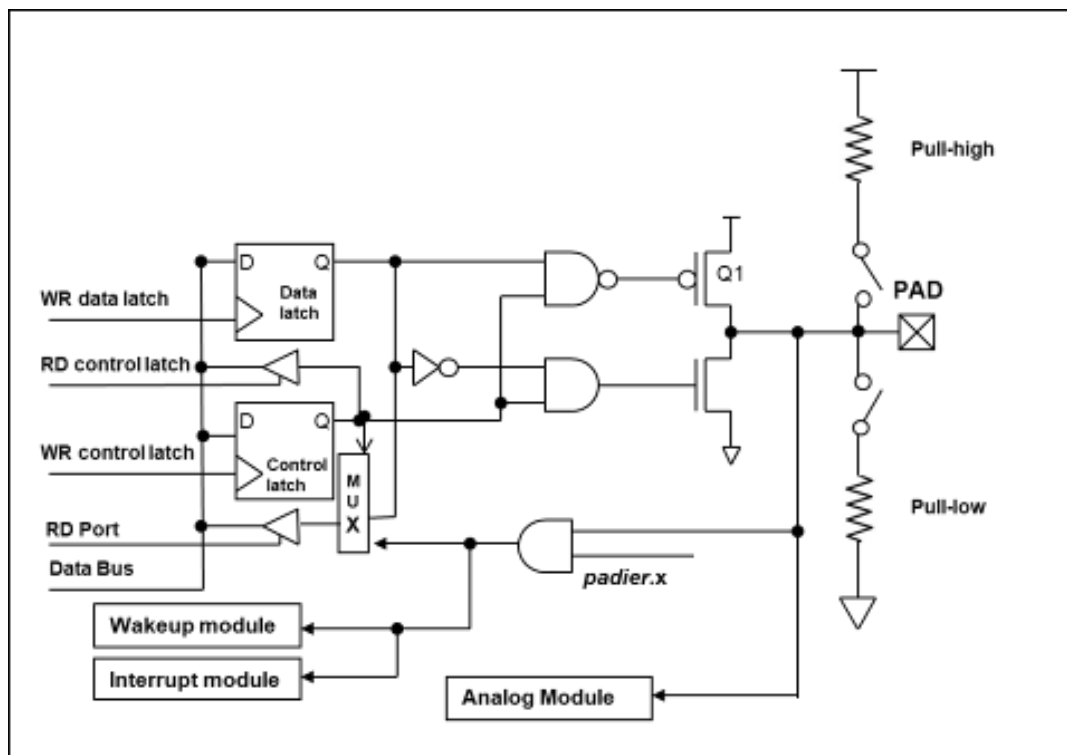 Pull-high
D Q
Data
latch
Q1
PAD
WR data latch
RD control latch
D Q
Control
latch
WR control latch
M
U
X
RD Port
Data Bus
Pull-low
padier.x
Wakeup module
Interrupt module
Analog Module